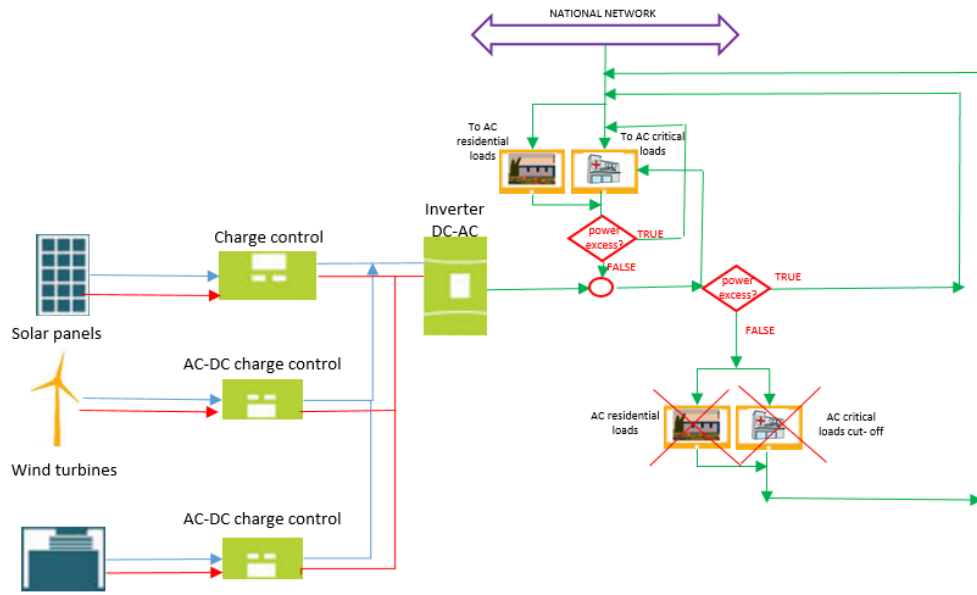 NATIONAL NETWORK
To AC
residential
loads
To AC critical
loads
power
excess?
TRUE
FALSE
Inverter
DC-AC
Charge control
Solar panels
AC-DC charge control
Wind turbines
AC-DC charge control
power
excess?
TRUE
FALSE
AC residential
loads
AC critical
loads cut- off